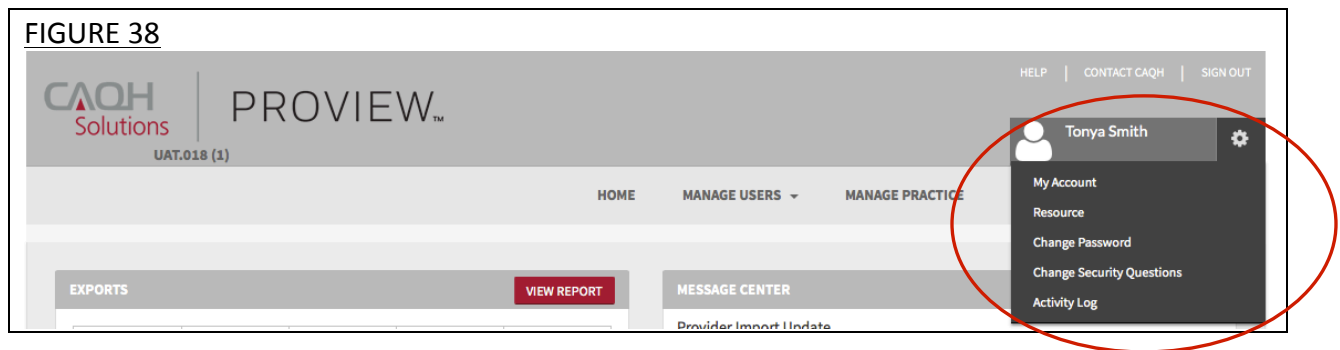 FIGURE 38
HELP | CONTACT CAQH | SIGN OUT
CAQH
Solutions
PROVIEW™
UAT.018 (1)
Tonya Smith
HOME MANAGE USERS MANAGE PRACTICE
My Account
Resource
Change Password
Change Security Questions
Activity Log
EXPORTS VIEW REPORT MESSAGE CENTER
Provider Import Update